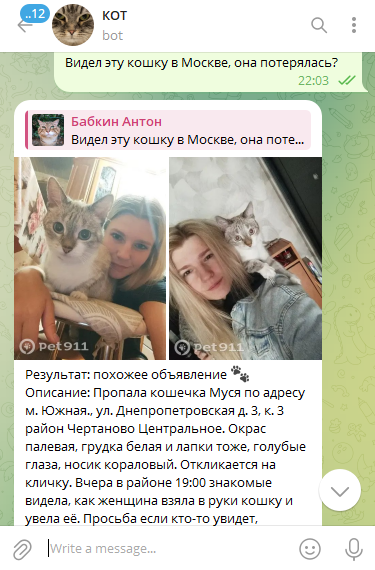 ..12
КОТ
bot
Видел эту кошку в Москве, она потерялась?
22:03
Бабкин Антон
Видел эту кошку в Москве, она поте...
Pet911
Pet911
Результат: похожее объявление 🐾
Описание: Пропала кошечка Муся по адресу
м. Южная., ул. Днепропетровская д. 3, к. 3
район Чертаново Центральное. Окрас
палевая, грудка белая и лапки тоже, голубые
глаза, носик кораловый. Откликается на
кличку. Вчера в районе 19:00 знакомые
видела, как женщина взяла в руки кошку и
увела её. Просьба если кто-то увидет,
Write a message...